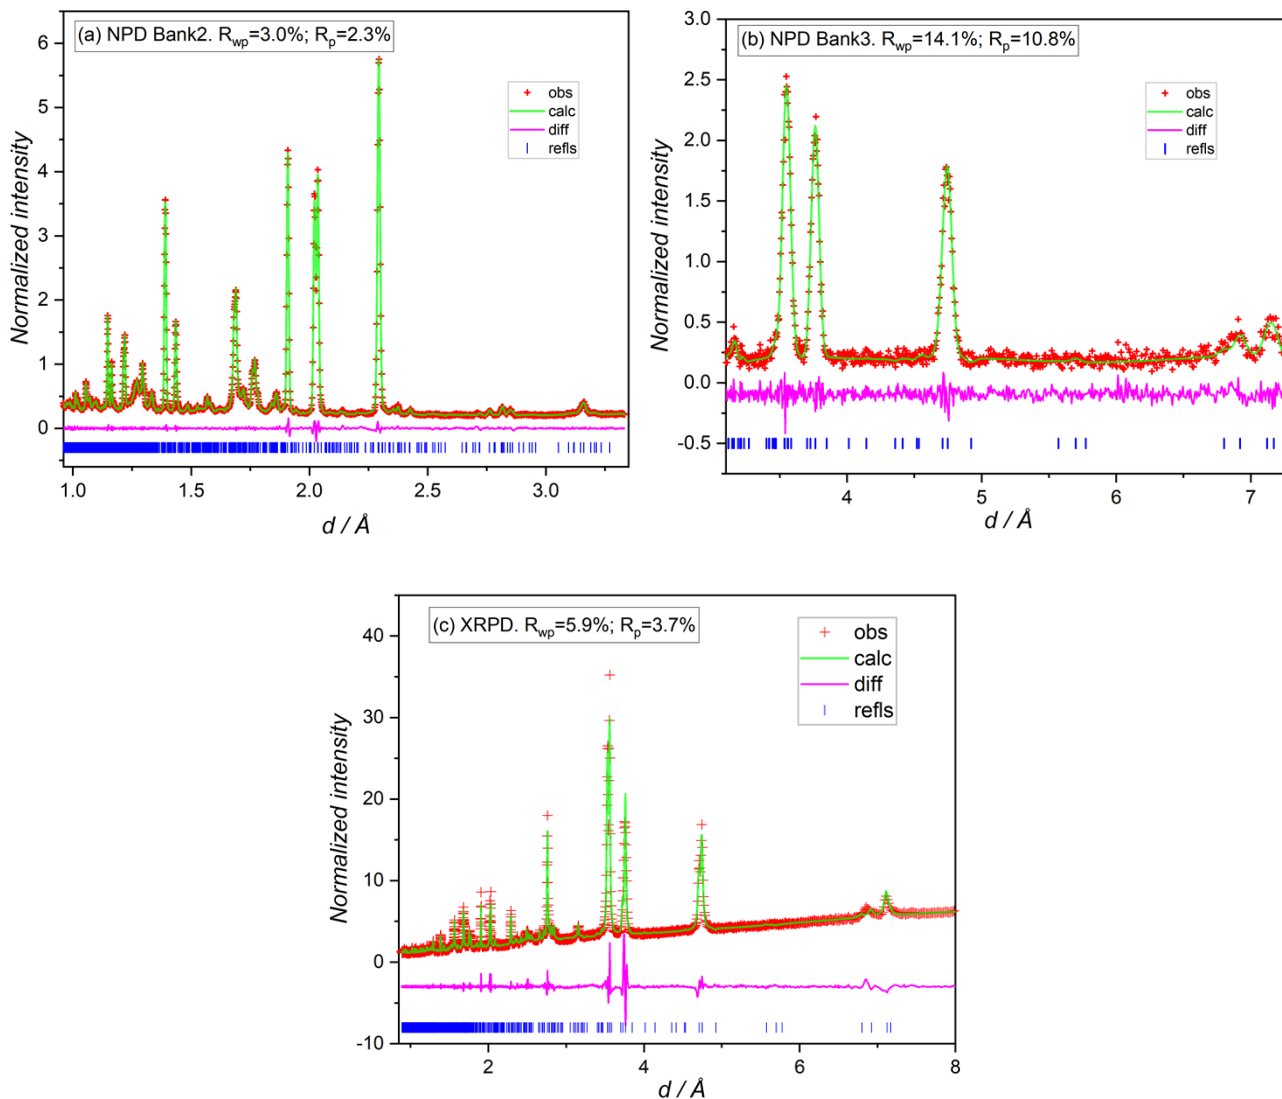 (a) NPD Bank2. Rwp=3.0%; Rp=2.3%
obs
calc
diff
refls
6
5
4
3
2
1
0
Normalized intensity
1.0 1.5 2.0 2.5 3.0
d / Å
(b) NPD Bank3. Rwp=14.1%; Rp=10.8%
obs
calc
diff
refls
3.0
2.5
2.0
1.5
1.0
0.5
0.0
-0.5
Normalized intensity
4 5 6 7
d / Å
(c) XRPD. Rwp=5.9%; Rp=3.7%
obs
calc
diff
refls
40
30
20
10
0
-10
Normalized intensity
2 4 6 8
d / Å